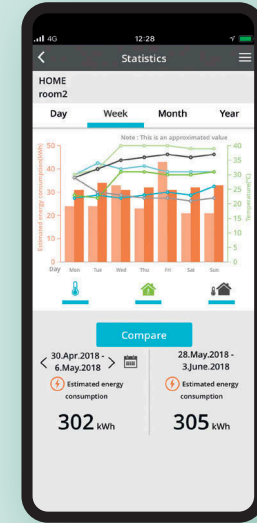 4G 12:28
Statistics
HOME
room2
Day Week Month Year
Note : This is an approximated value
Estimated energy consumed(kWh)
50
40
30
20
10
0
40
35
30
25
20
15
10
5
0
Temperature(°C)
Day Mon Tue Wed Thu Fri Sat Sun
Compare
< 30.Apr.2018 - 6.May.2018 >
Estimated energy
consumption
302 kWh
28.May.2018 -
3.June.2018
Estimated energy
consumption
305 kWh